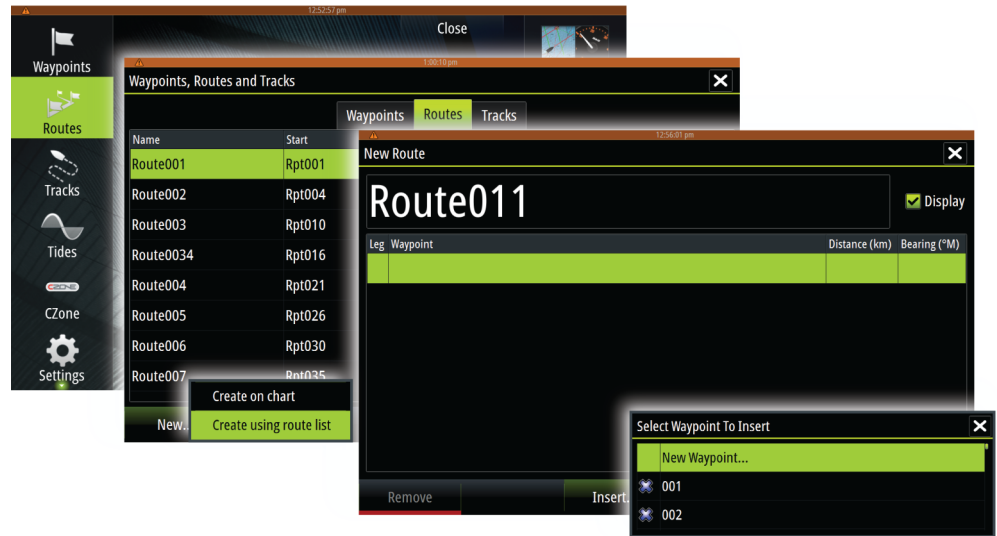 12:52:57 pm
Close
Waypoints
Routes
Tracks
Tides
CZONE
CZone
Settings
1:00:10 pm
Waypoints, Routes and Tracks
Waypoints Routes Tracks
Name Start
Route001 Rpt001
Route002 Rpt004
Route003 Rpt010
Route0034 Rpt016
Route004 Rpt021
Route005 Rpt026
Route006 Rpt030
Route007 Rpt035
New..
Create on chart
Create using route list
12:56:01 pm
New Route
Route011
Display
Leg Waypoint Distance (km) Bearing (°M)
Remove
Insert.
Select Waypoint To Insert
New Waypoint...
001
002